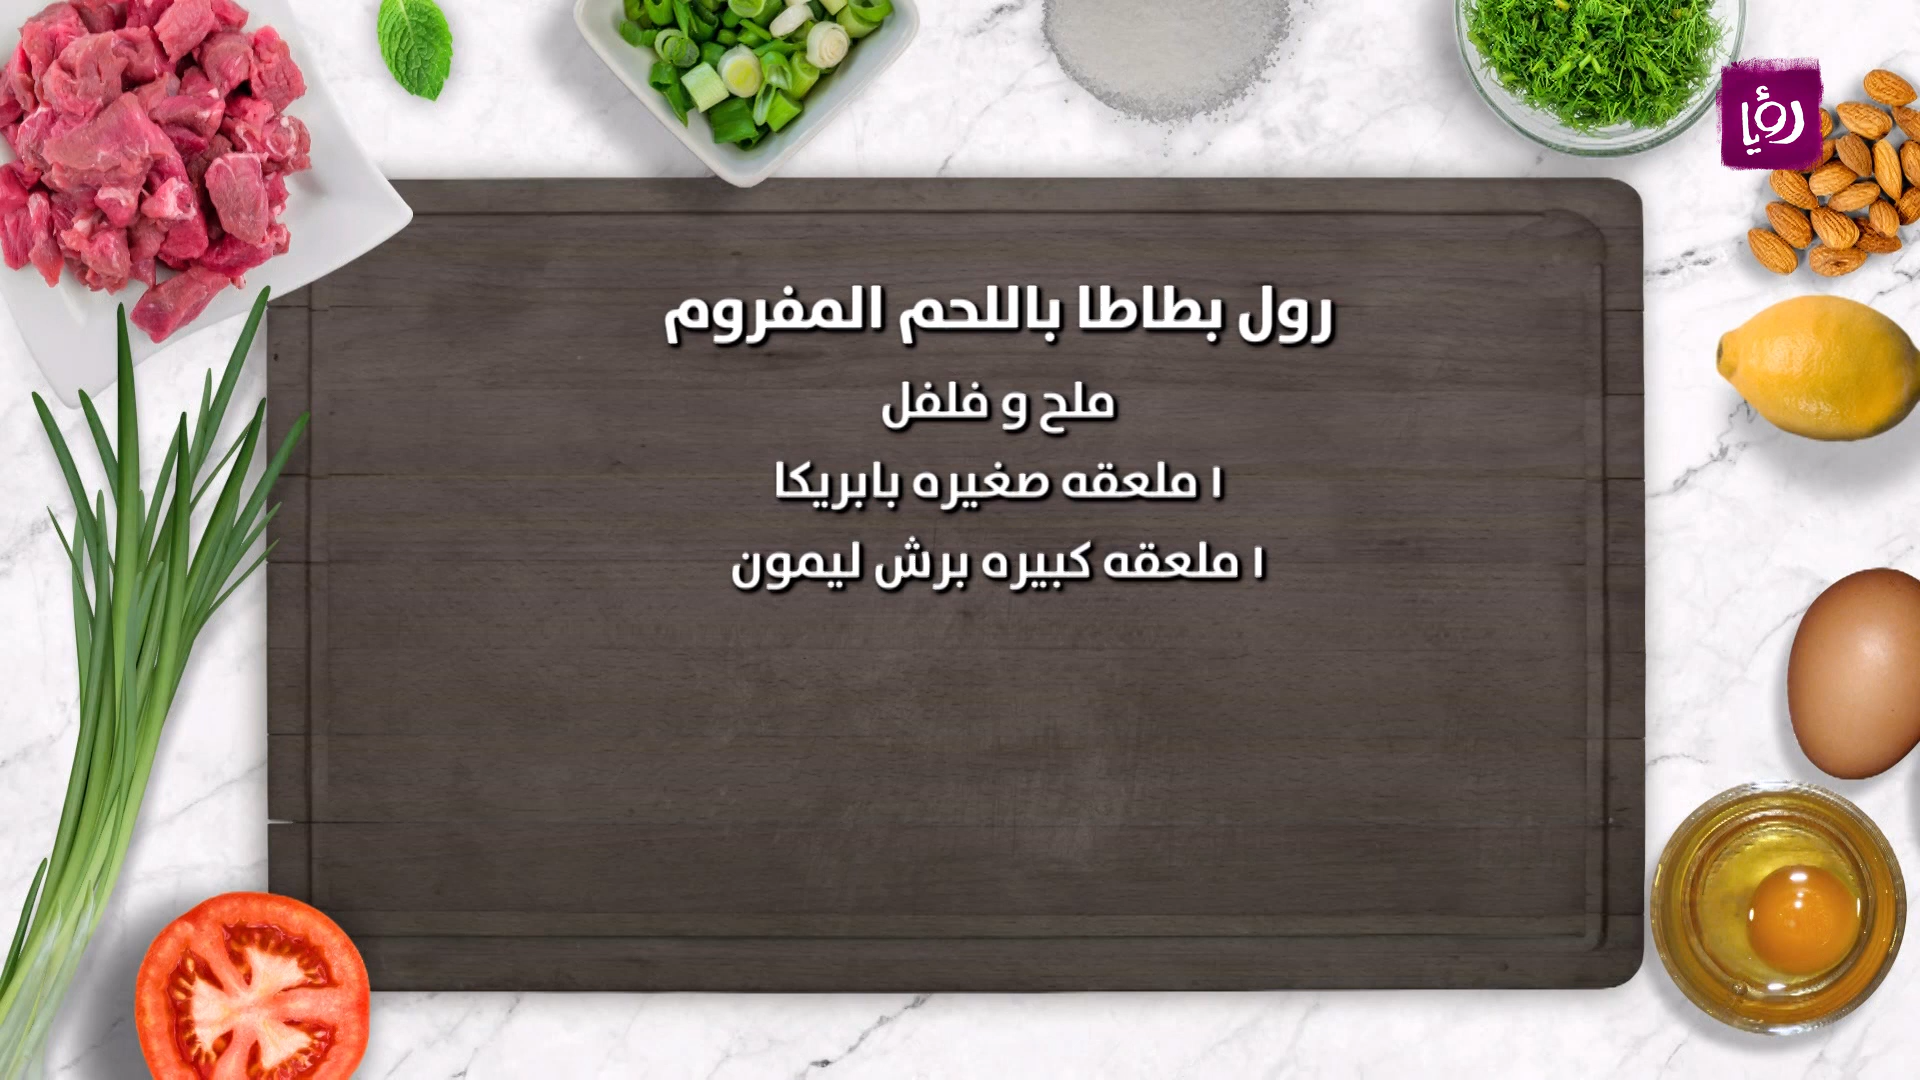 رؤيا
رول بطاطا باللحم المفروم
ملح و فلفل
١ ملعقه صغيره بابريكا
١ ملعقه كبيره برش ليمون